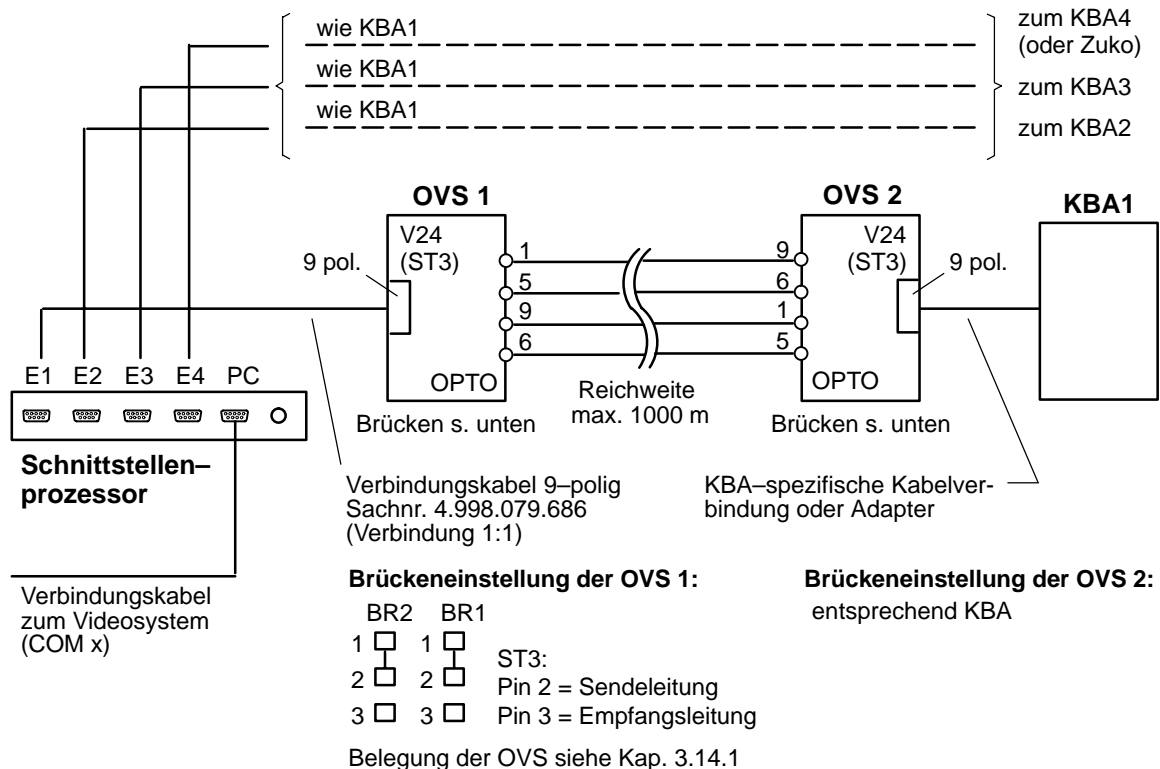 wie KBA1
zum KBA4
(oder Zuko)
wie KBA1
zum KBA3
wie KBA1
zum KBA2
OVS 1
OVS 2
KBA1
V24
(ST3)
9 pol.
1
5
9
6
OPTO
9
6
1
5
V24
(ST3)
9 pol.
OPTO
Reichweite
max. 1000 m
Brücken s. unten
Brücken s. unten
E1 E2 E3 E4 PC
Schnittstellen–
prozessor
Verbindungskabel 9–polig
Sachnr. 4.998.079.686
(Verbindung 1:1)
KBA–spezifische Kabelver-
bindung oder Adapter
Verbindungskabel
zum Videosystem
(COM x)
Brückeneinstellung der OVS 1:
BR2 BR1
1 1
2 2
3 3
ST3:
Pin 2 = Sendeleitung
Pin 3 = Empfangsleitung
Belegung der OVS siehe Kap. 3.14.1
Brückeneinstellung der OVS 2:
entsprechend KBA